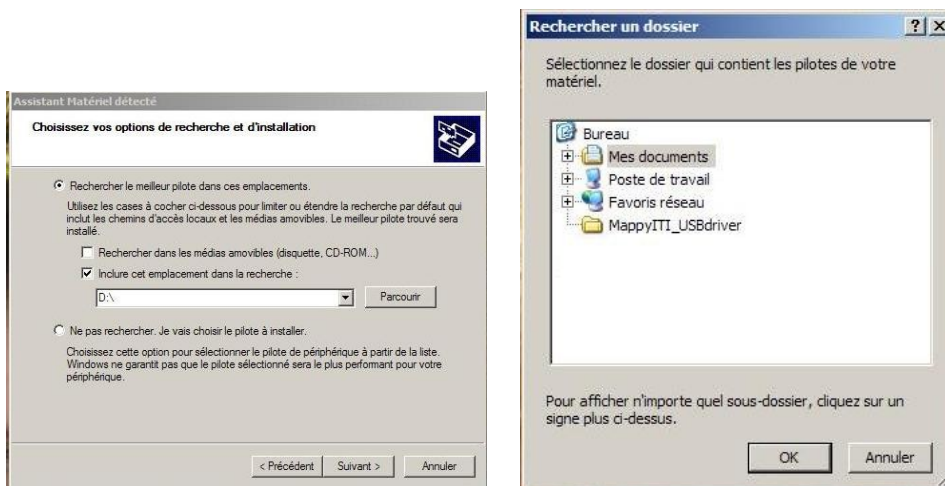 Assistant Matériel détecté
Choisissez vos options de recherche et d'installation
Rechercher le meilleur pilote dans ces emplacements.
Utilisez les cases à cocher ci-dessous pour limiter ou étendre la recherche par défaut qui
inclut les chemins d'accès locaux et les médias amovibles. Le meilleur pilote trouvé sera
installé.
Rechercher dans les médias amovibles (disquette, CD-ROM...)
Inclure cet emplacement dans la recherche :
D:\
Parcourir
Ne pas rechercher. Je vais choisir le pilote à installer.
Choisissez cette option pour sélectionner le pilote de périphérique à partir de la liste.
Windows ne garantit pas que le pilote sélectionné sera le plus performant pour votre
périphérique.
< Précédent
Suivant >
Annuler
Rechercher un dossier
Sélectionnez le dossier qui contient les pilotes de votre
matériel.
Bureau
Mes documents
Poste de travail
Favoris réseau
MappyITI_USBdriver
Pour afficher n'importe quel sous-dossier, cliquez sur un
signe plus ci-dessus.
OK
Annuler